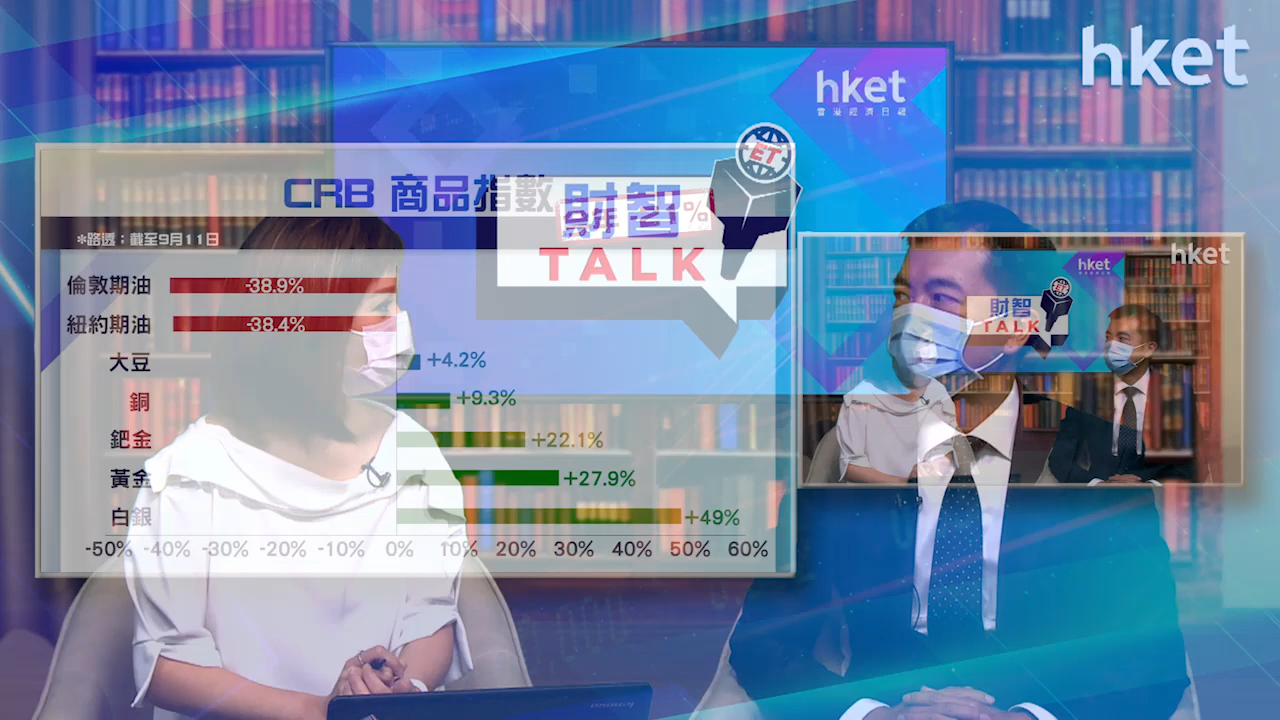 hket
hket
香港經濟日報
ET
CRB 商品指數
財智
%
TALK
*路透：截至9月11日
hket
hket
倫敦期油 -38.9%
財智
TALK
紐約期油 -38.4%
大豆 +4.2%
銅 +9.3%
鈀金 +22.1%
黃金 +27.9%
白銀 +49%
-50% -40% -30% -20% -10% 0% 10% 20% 30% 40% 50% 60%
lenovo